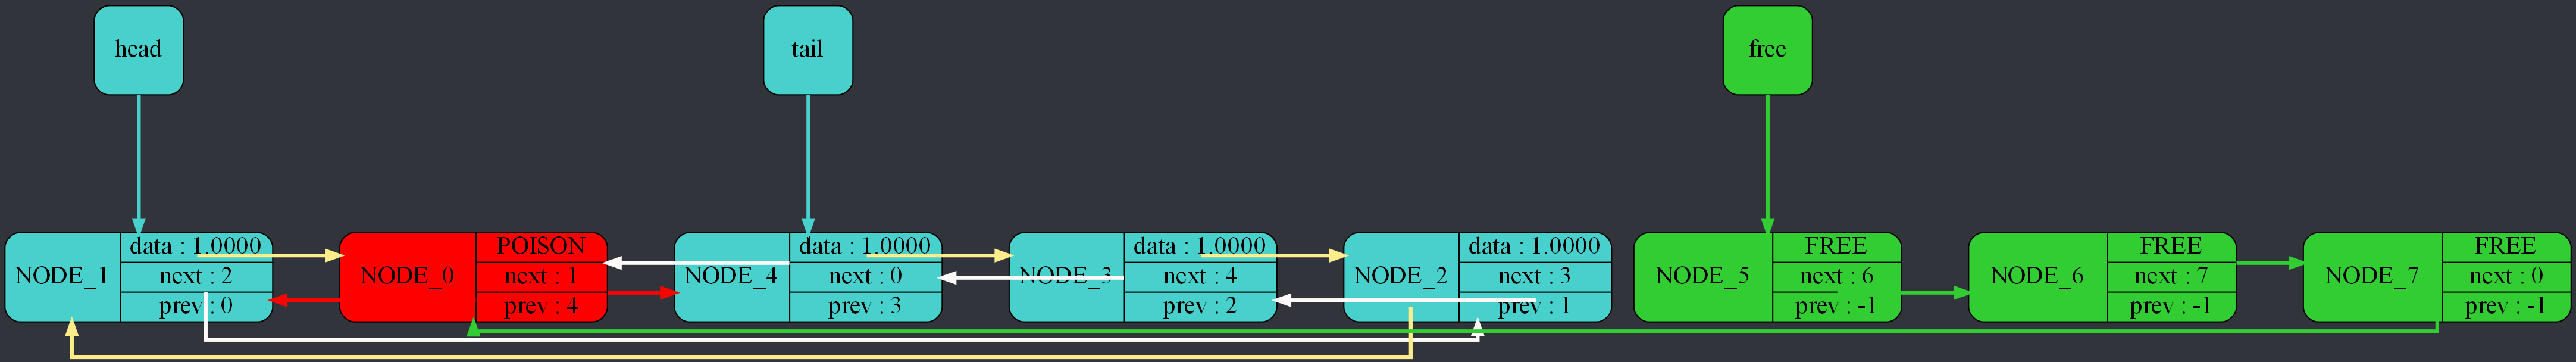 head
tail
free
NODE_1
data : 1.0000
next : 2
prev : 0
NODE_0
POISON
next : 1
prev : 4
NODE_4
data : 1.0000
next : 0
prev : 3
NODE_3
data : 1.0000
next : 4
prev : 2
NODE_2
data : 1.0000
next : 3
prev : 1
NODE_5
FREE
next : 6
prev : -1
NODE_6
FREE
next : 7
prev : -1
NODE_7
FREE
next : 0
prev : -1